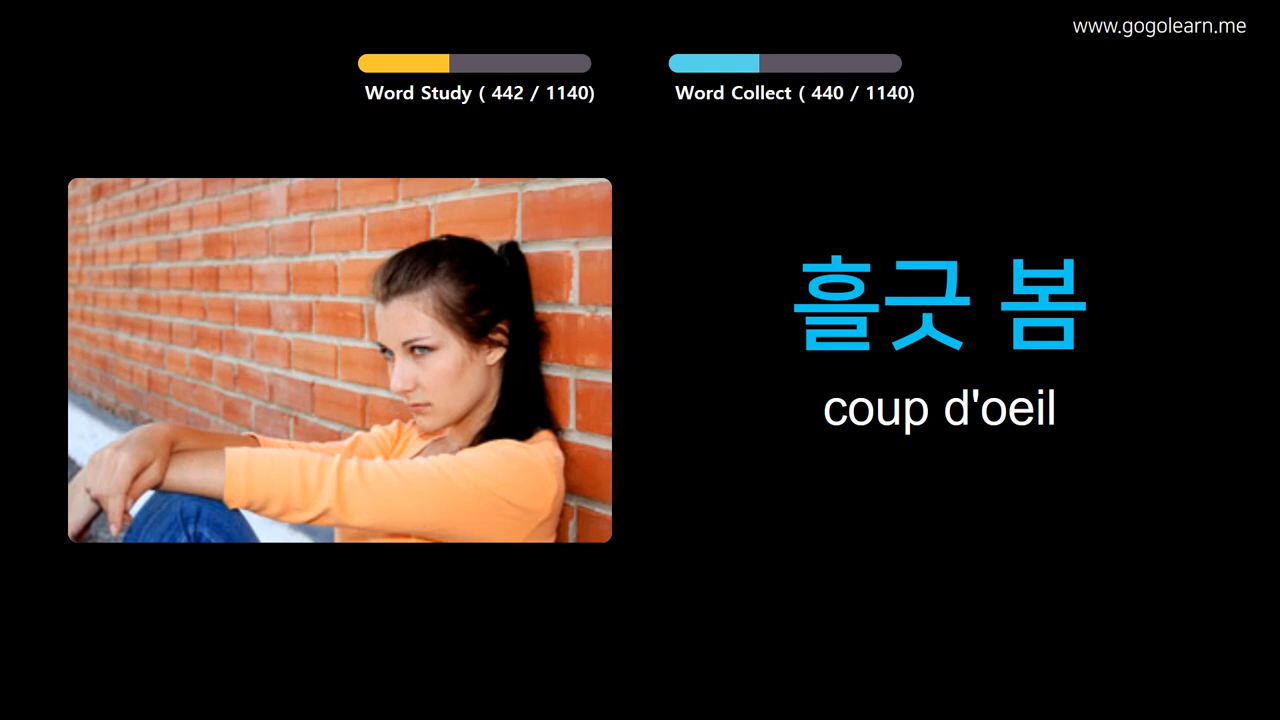 www.gogolearn.me
Word Study ( 442 / 1140)
Word Collect ( 440 / 1140)
흘긋 봄
coup d'oeil